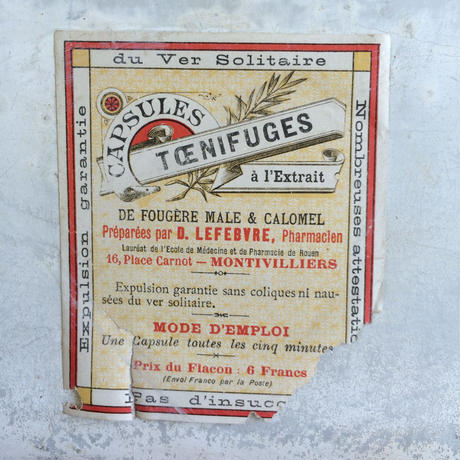 du Ver Solitaire
Expulsion garantie
Nombreuses attestatio
CAPSULES
TŒNIFUGES
à l'Extrait
DE FOUGÈRE MALE & CALOMEL
Préparées par D. LEFEBVRE, Pharmacien
Lauréat de l'Ecole de Médecine et de Pharmacie de Rouen
16, Place Carnot — MONTIVILLIERS
Expulsion garantie sans coliques ni nau-
sées du ver solitaire.
MODE D'EMPLOI
Une Capsule toutes les cinq minutes
Prix du Flacon : 6 Francs
(Envoi Franco par la Poste)
Pas d'insucc